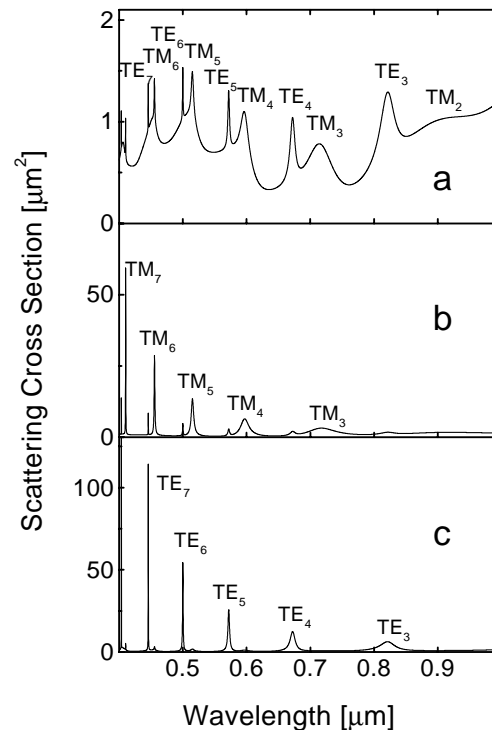 Scattering Cross Section [μm²]
2
TE₆
TM₆ TM₅
TE₃
TE₇
TE₅ TE₄
TM₄
TM₂
TM₃
1
a
0
TM₇
50
b
TM₆
TM₅
TM₄ TM₃
0
100
TE₇
c
TE₆
50
TE₅
TE₄ TE₃
0
0.5 0.6 0.7 0.8 0.9
Wavelength [μm]